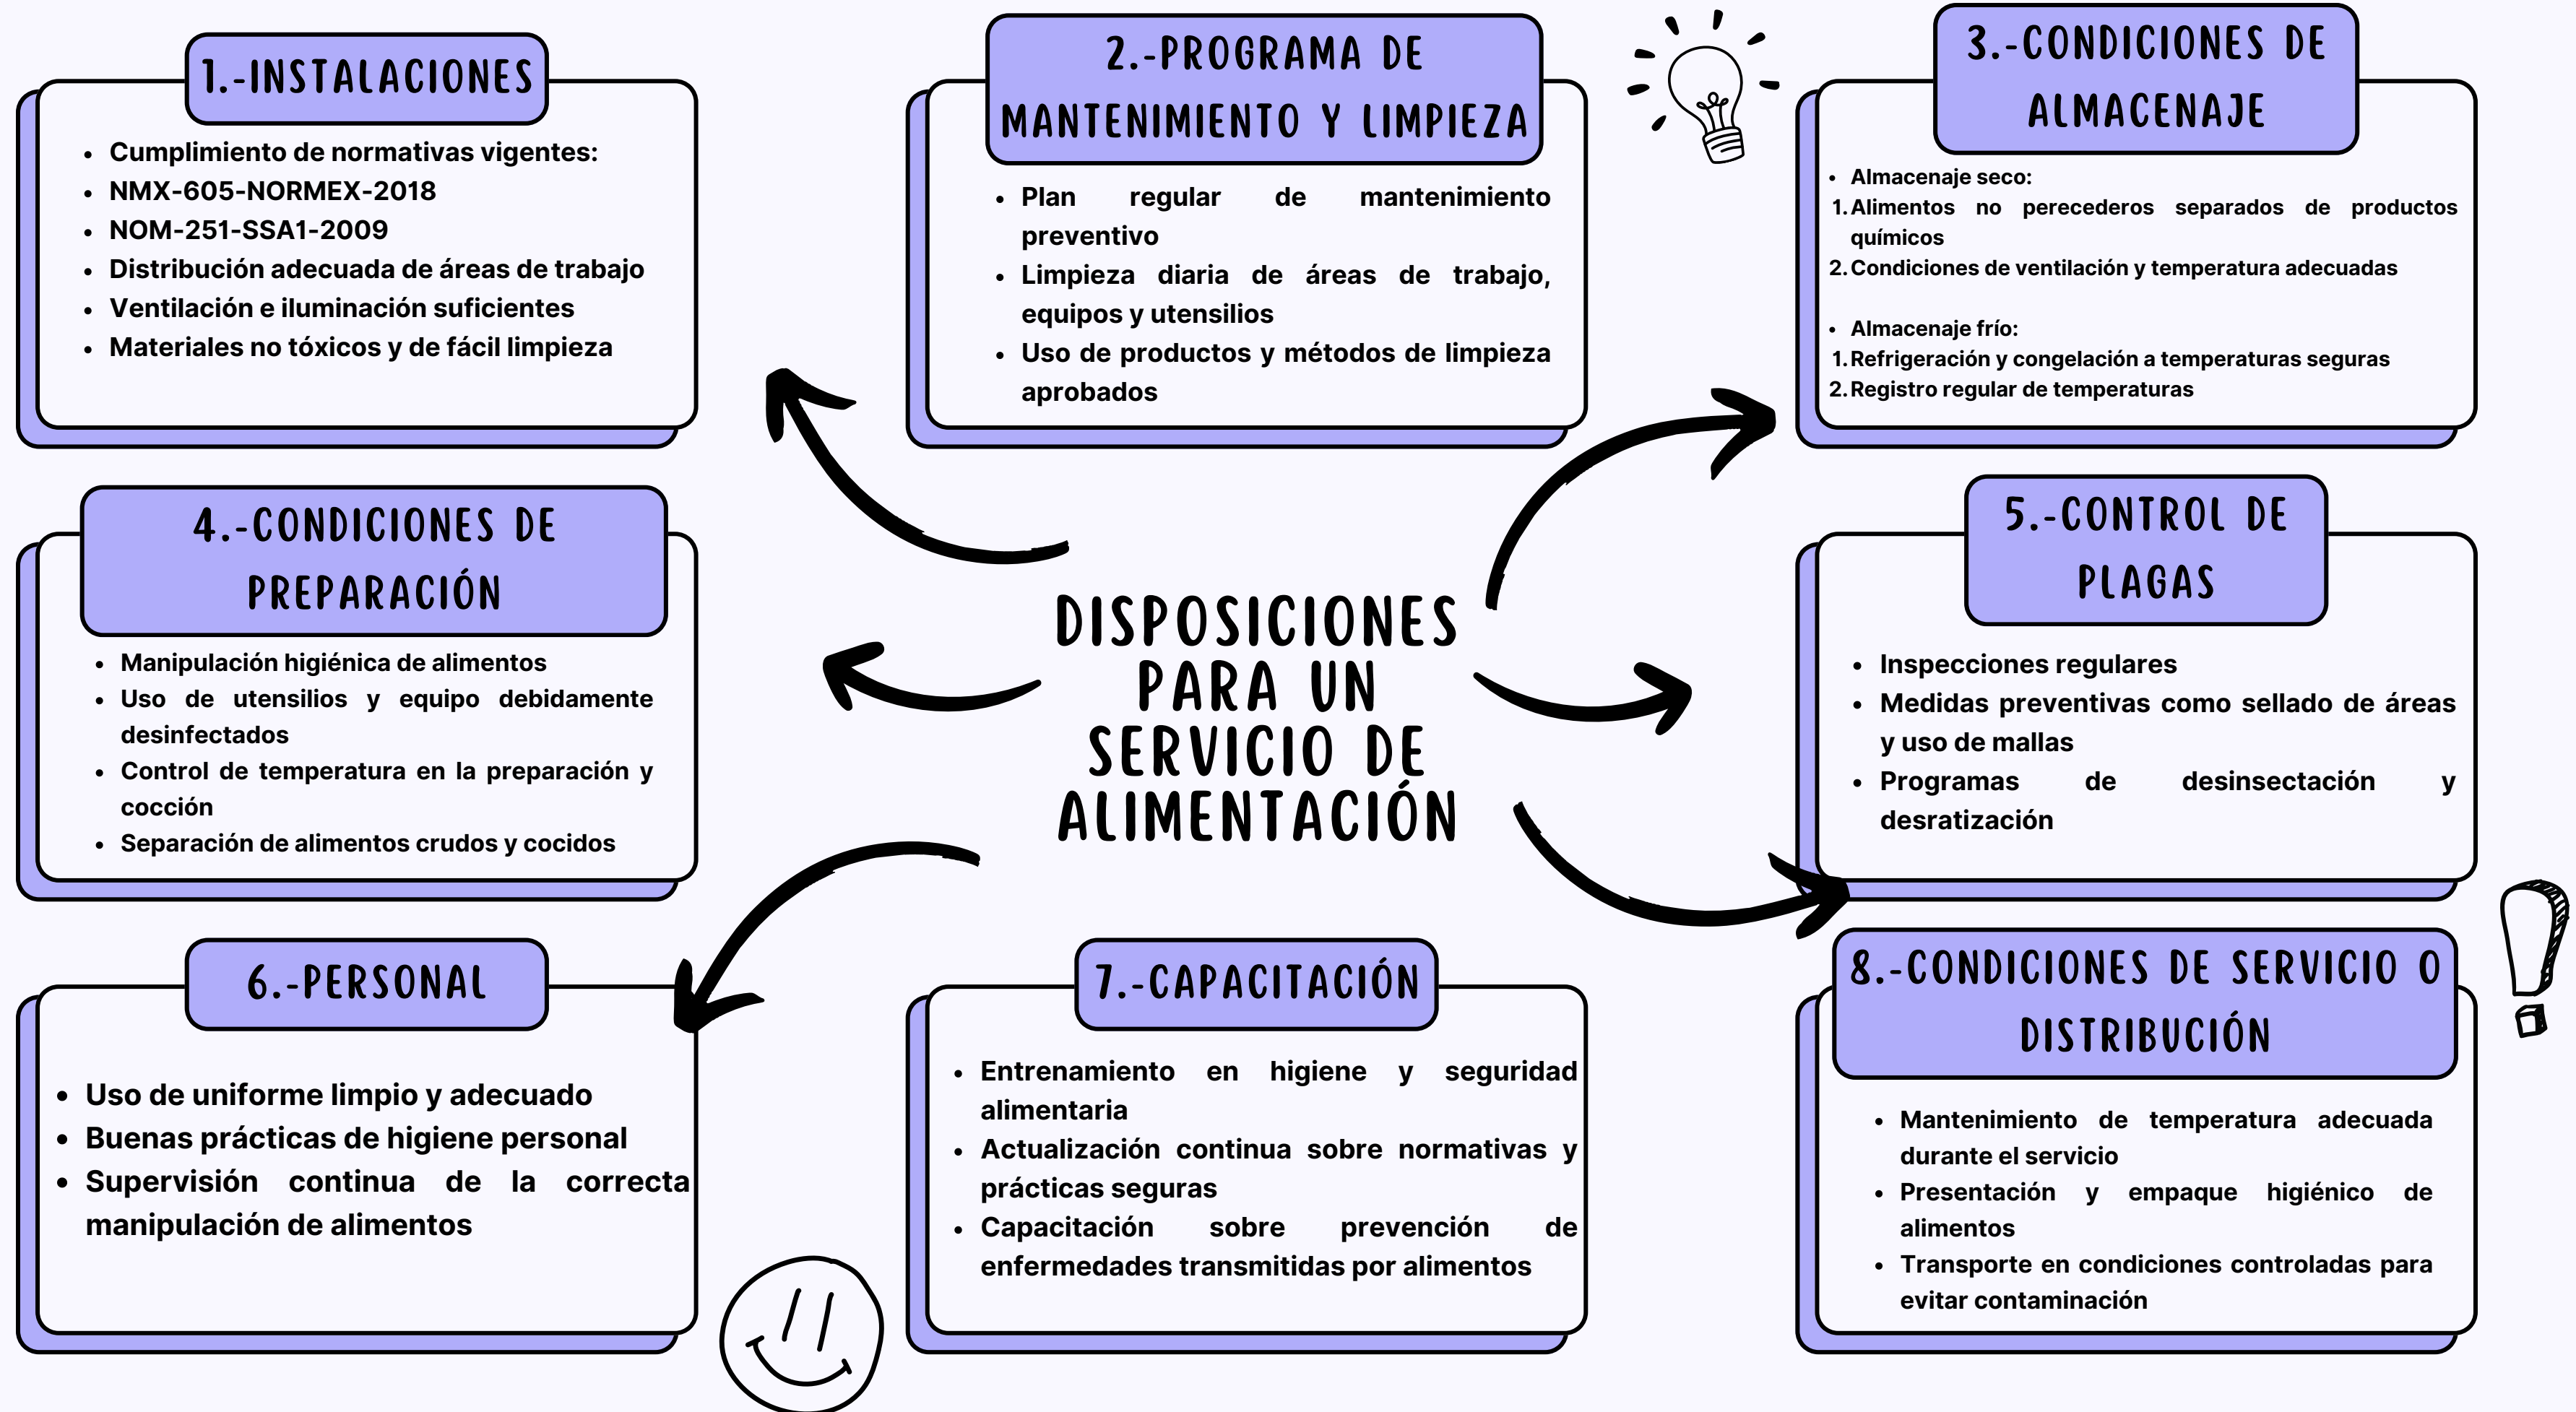 1.-INSTALACIONES
• Cumplimiento de normativas vigentes:
• NMX-605-NORMEX-2018
• NOM-251-SSA1-2009
• Distribución adecuada de áreas de trabajo
• Ventilación e iluminación suficientes
• Materiales no tóxicos y de fácil limpieza
2.-PROGRAMA DE
MANTENIMIENTO Y LIMPIEZA
• Plan regular de mantenimiento
preventivo
• Limpieza diaria de áreas de trabajo,
equipos y utensilios
• Uso de productos y métodos de limpieza
aprobados
3.-CONDICIONES DE
ALMACENAJE
• Almacenaje seco:
1. Alimentos no perecederos separados de productos
químicos
2. Condiciones de ventilación y temperatura adecuadas
• Almacenaje frío:
1. Refrigeración y congelación a temperaturas seguras
2. Registro regular de temperaturas
4.-CONDICIONES DE
PREPARACIÓN
• Manipulación higiénica de alimentos
• Uso de utensilios y equipo debidamente
desinfectados
• Control de temperatura en la preparación y
cocción
• Separación de alimentos crudos y cocidos
DISPOSICIONES
PARA UN
SERVICIO DE
ALIMENTACIÓN
5.-CONTROL DE
PLAGAS
• Inspecciones regulares
• Medidas preventivas como sellado de áreas
y uso de mallas
• Programas de desinsectación y
desratización
6.-PERSONAL
• Uso de uniforme limpio y adecuado
• Buenas prácticas de higiene personal
• Supervisión continua de la correcta
manipulación de alimentos
7.-CAPACITACIÓN
• Entrenamiento en higiene y seguridad
alimentaria
• Actualización continua sobre normativas y
prácticas seguras
• Capacitación sobre prevención de
enfermedades transmitidas por alimentos
8.-CONDICIONES DE SERVICIO O
DISTRIBUCIÓN
• Mantenimiento de temperatura adecuada
durante el servicio
• Presentación y empaque higiénico de
alimentos
• Transporte en condiciones controladas para
evitar contaminación